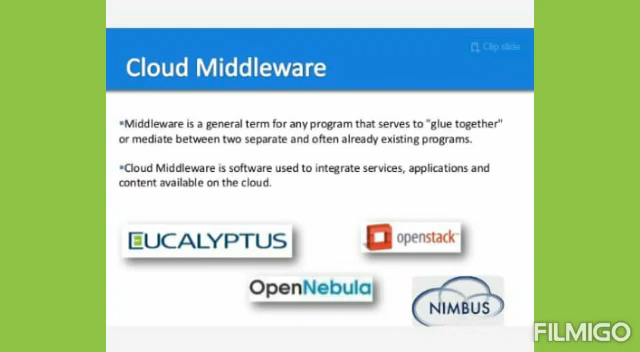 Clip slide
Cloud Middleware
▪Middleware is a general term for any program that serves to "glue together"
or mediate between two separate and often already existing programs.
▪Cloud Middleware is software used to integrate services, applications and
content available on the cloud.
EUCALYPTUS
openstack
OpenNebula
NIMBUS
FILMIGO